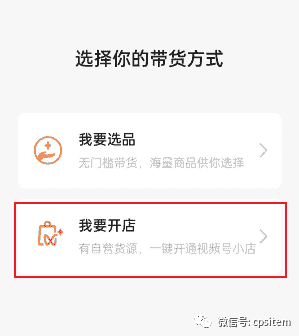 选择你的带货方式
我要选品
无门槛带货，海量商品供你选择
我要开店
有自营货源，一键开通视频号小店
微信号: cpsitem